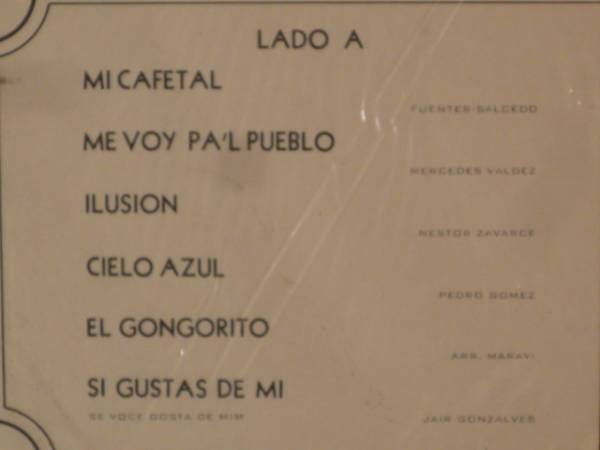 LADO A
MI CAFETAL
FUENTER-SALCEDO
ME VOY PA'L PUEBLO
MERCEDES VALDEZ
ILUSION
NESTOR ZAVARCE
CIELO AZUL
PEDRO GOMEZ
EL GONGORITO
ARR. MARAVI
SI GUSTAS DE MI
SE VOCE GOSTA DE MIM
JAIR GONZALVES